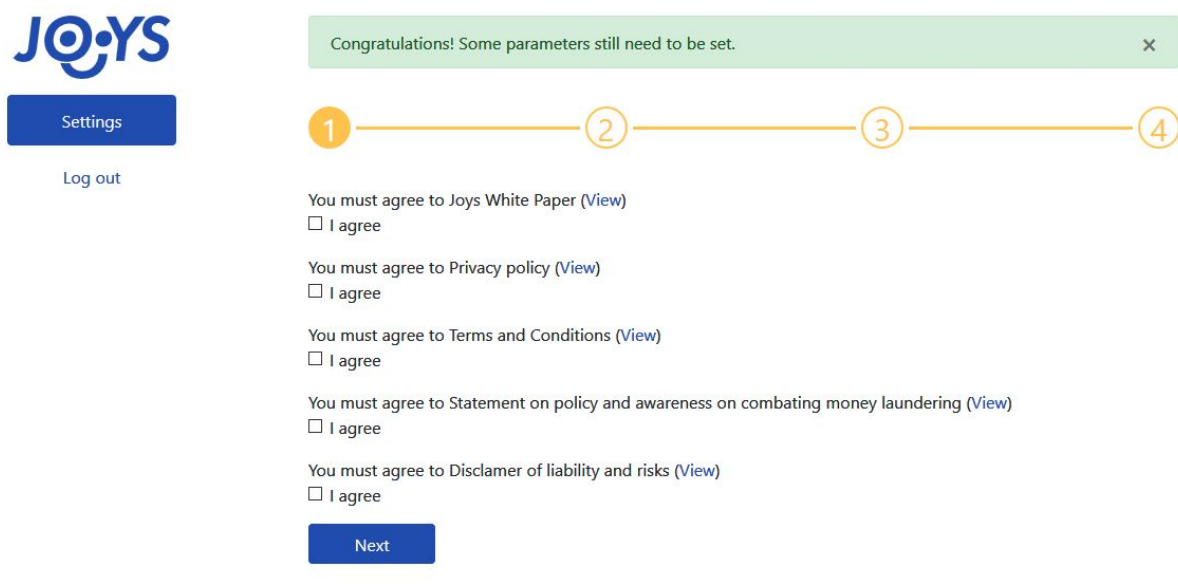 JOYS
Congratulations! Some parameters still need to be set. ×
Settings
Log out
1 2 3 4
You must agree to Joys White Paper (View)
I agree
You must agree to Privacy policy (View)
I agree
You must agree to Terms and Conditions (View)
I agree
You must agree to Statement on policy and awareness on combating money laundering (View)
I agree
You must agree to Disclamer of liability and risks (View)
I agree
Next